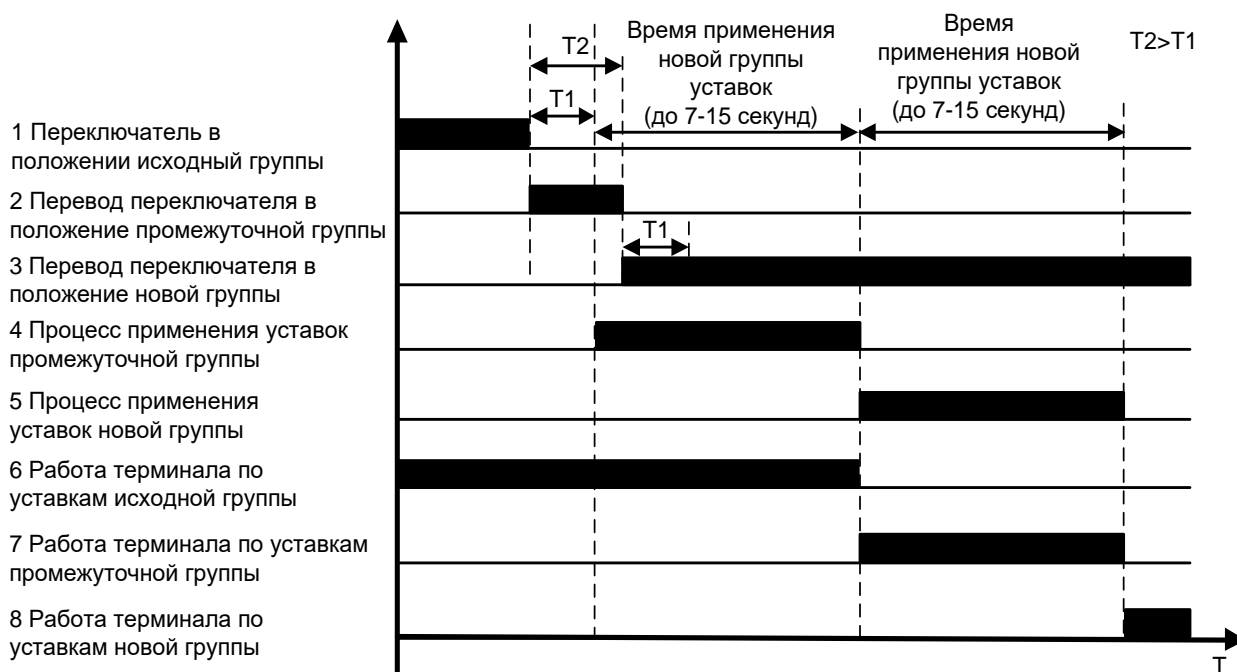 Время применения
новой группы
уставок
(до 7-15 секунд)
Время
применения новой
группы уставок
(до 7-15 секунд)
T2>T1
T2
T1
1 Переключатель в
положении исходный группы
2 Перевод переключателя в
положение промежуточной группы
T1
3 Перевод переключателя в
положение новой группы
4 Процесс применения уставок
промежуточной группы
5 Процесс применения
уставок новой группы
6 Работа терминала по
уставкам исходной группы
7 Работа терминала по уставкам
промежуточной группы
8 Работа терминала по
уставкам новой группы
T